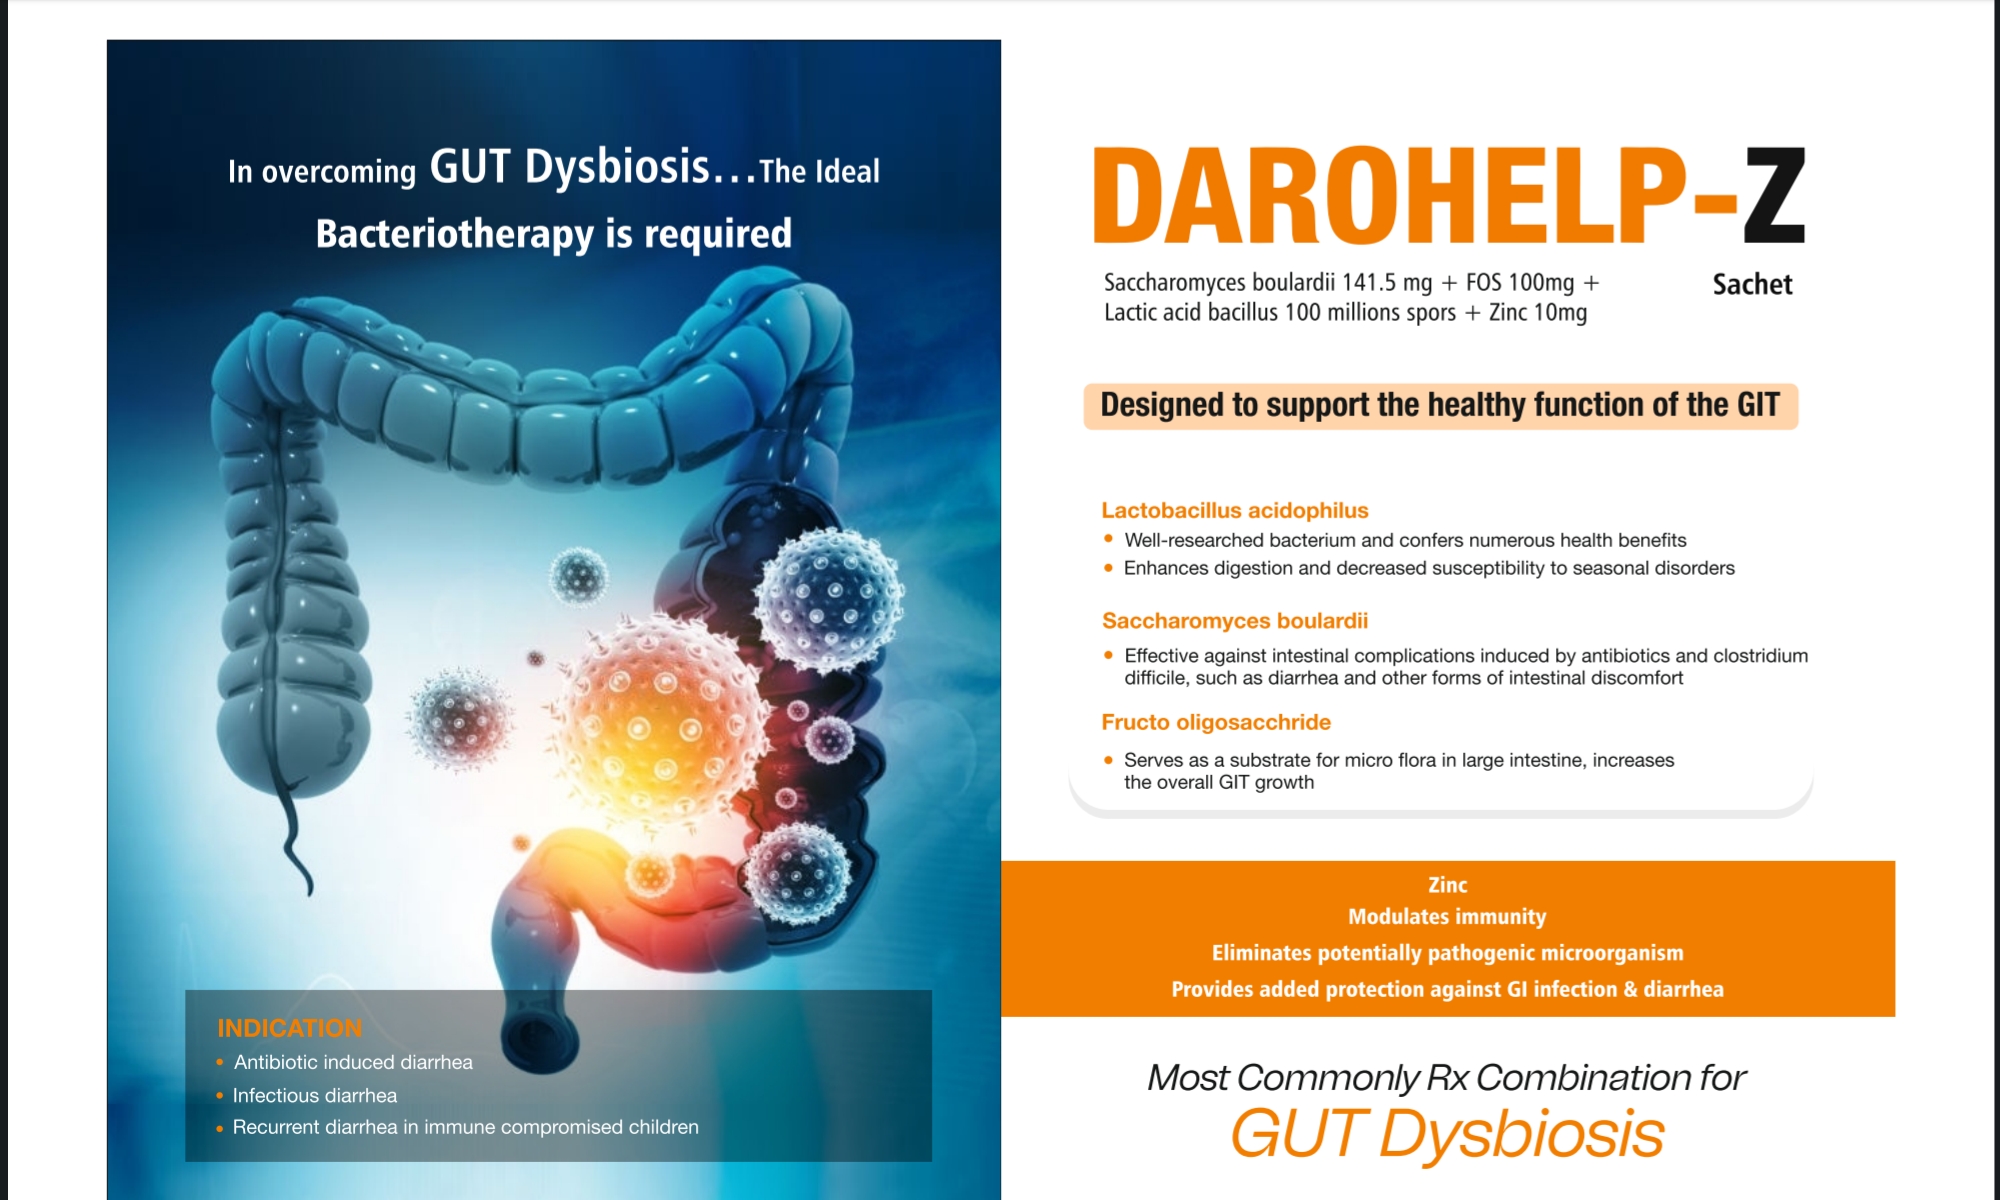 In overcoming GUT Dysbiosis...The Ideal
Bacteriotherapy is required
INDICATION
• Antibiotic induced diarrhea
• Infectious diarrhea
• Recurrent diarrhea in immune compromised children
DAROHELP-Z
Saccharomyces boulardii 141.5 mg + FOS 100mg +
Lactic acid bacillus 100 millions spors + Zinc 10mg
Sachet
Designed to support the healthy function of the GIT
Lactobacillus acidophilus
• Well-researched bacterium and confers numerous health benefits
• Enhances digestion and decreased susceptibility to seasonal disorders
Saccharomyces boulardii
• Effective against intestinal complications induced by antibiotics and clostridium
difficile, such as diarrhea and other forms of intestinal discomfort
Fructo oligosacchride
• Serves as a substrate for micro flora in large intestine, increases
the overall GIT growth
Zinc
Modulates immunity
Eliminates potentially pathogenic microorganism
Provides added protection against GI infection & diarrhea
Most Commonly Rx Combination for
GUT Dysbiosis